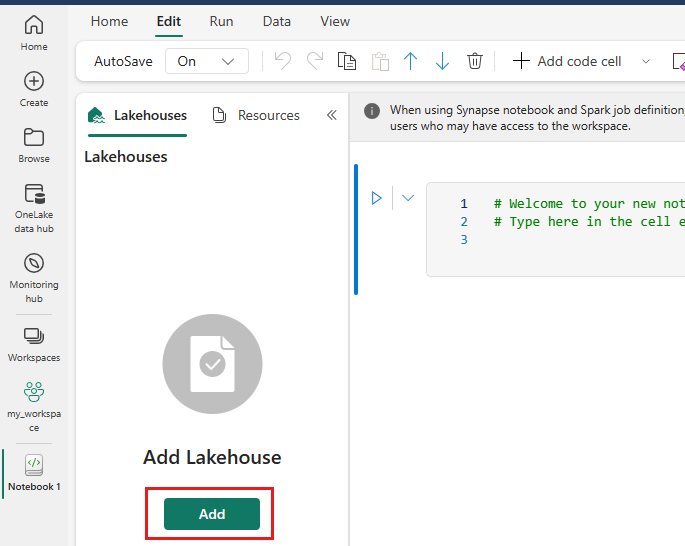 Home
Create
Browse
OneLake
data hub
Monitoring
hub
Workspaces
my_workspa
ce
Notebook 1
Home Edit Run Data View
AutoSave On Add code cell
Lakehouses Resources
Lakehouses
Add Lakehouse
Add
When using Synapse notebook and Spark job definition,
users who may have access to the workspace.
1 # Welcome to your new not
2 # Type here in the cell e
3